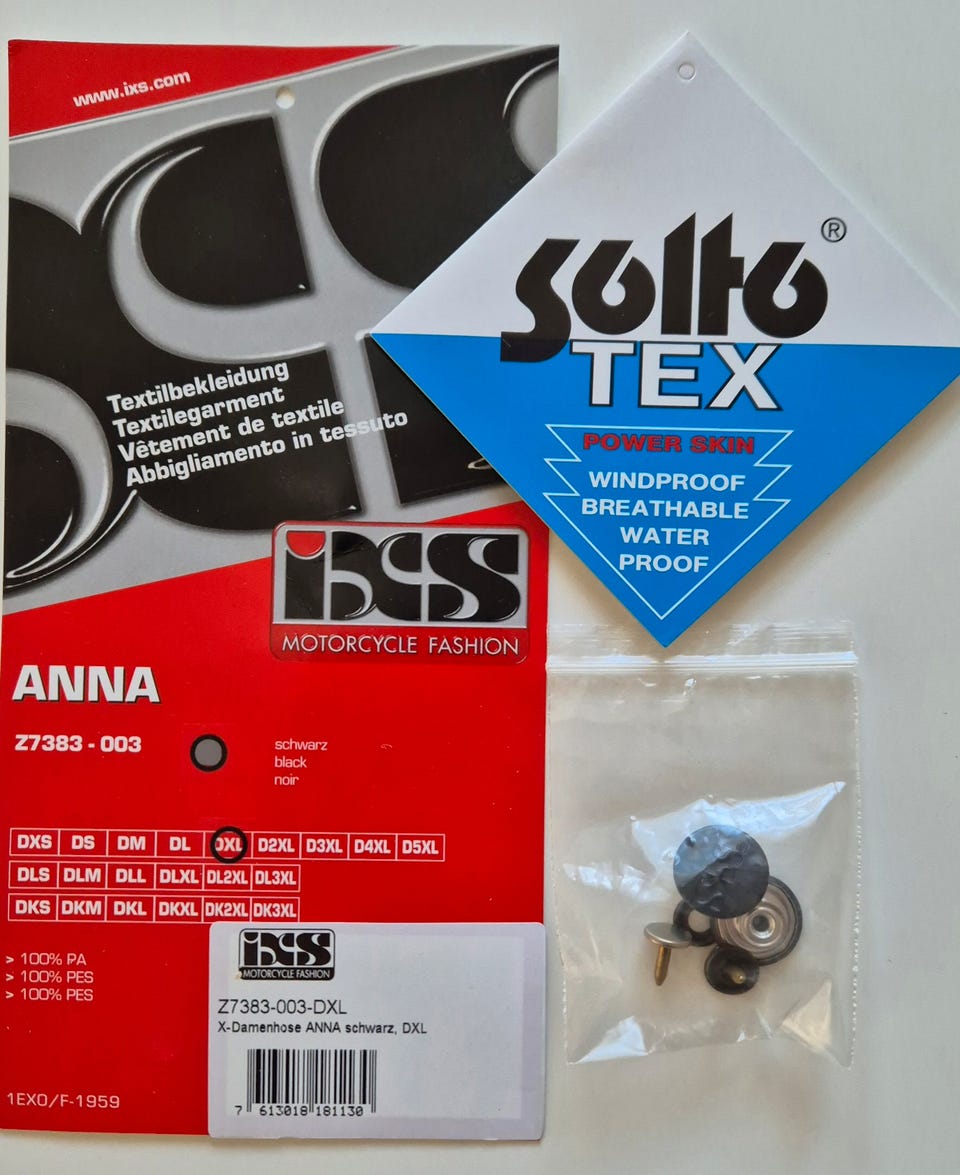 www.ixs.com
Textilbekleidung
Textilegarment
Vêtement de textile
Abbigliamento in tessuto
iXS
MOTORCYCLE FASHION
ANNA
Z7383 - 003
schwarz
black
noir
DXS DS DM DL DXL D2XL D3XL D4XL D5XL
DLS DLM DLL DLXL DL2XL DL3XL
DKS DKM DKL DKXL DK2XL DK3XL
> 100% PA
> 100% PES
> 100% PES
1EXO/F-1959
iXS
MOTORCYCLE FASHION
Z7383-003-DXL
X-Damenhose ANNA schwarz, DXL
7 613018 181130
solto ®
TEX
POWER SKIN
WINDPROOF
BREATHABLE
WATER
PROOF